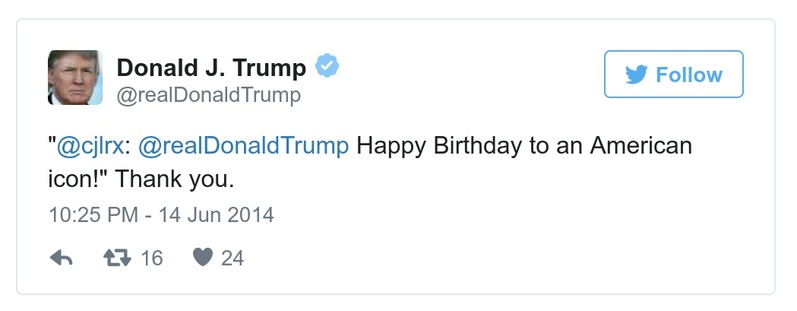 Donald J. Trump
@realDonaldTrump
Follow
"@cjlrx: @realDonaldTrump Happy Birthday to an American
icon!" Thank you.
10:25 PM - 14 Jun 2014
16 24